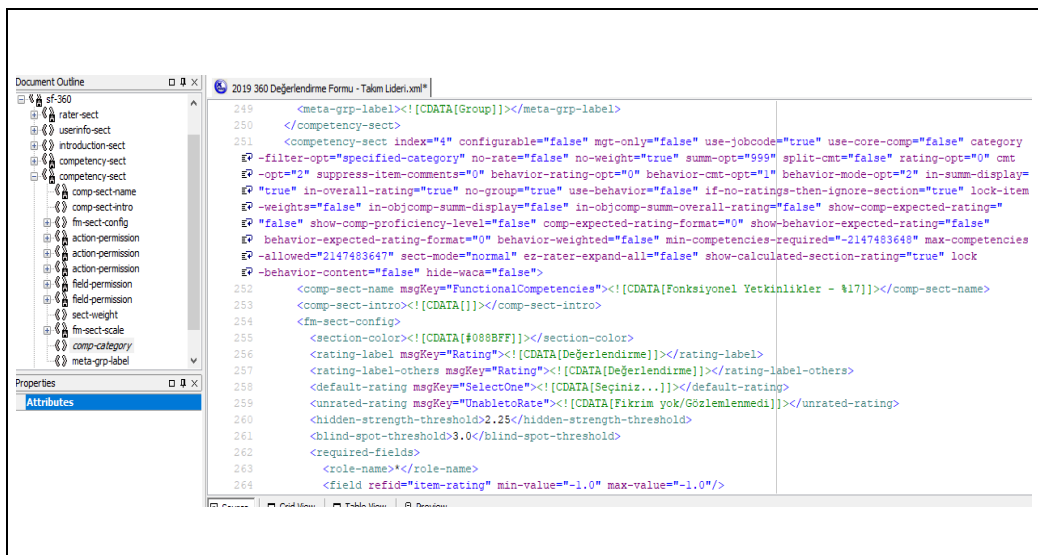 Document Outline
sf-360
rater-sect
userinfo-sect
introduction-sect
competency-sect
competency-sect
comp-sect-name
comp-sect-intro
fm-sect-config
action-permission
action-permission
action-permission
field-permission
field-permission
sect-weight
fm-sect-scale
comp-category
meta-grp-label
Properties
Attributes
2019 360 Değerlendirme Formu - Takım Lideri.xml*
249 <meta-grp-label><![CDATA[Group]]></meta-grp-label>
250 </competency-sect>
251 <competency-sect index="4" configurable="false" mgt-only="false" use-jobcode="true" use-core-comp="false" category
-filter-opt="specified-category" no-rate="false" no-weight="true" summ-opt="999" split-cmt="false" rating-opt="0" cmt
-opt="2" suppress-item-comments="0" behavior-rating-opt="0" behavior-cmt-opt="1" behavior-mode-opt="2" in-summ-display=
"true" in-overall-rating="true" no-group="true" use-behavior="false" if-no-ratings-then-ignore-section="true" lock-item
-weights="false" in-objcomp-summ-display="false" in-objcomp-summ-overall-rating="false" show-comp-expected-rating="
"false" show-comp-proficiency-level="false" comp-expected-rating-format="0" show-behavior-expected-rating="false"
behavior-expected-rating-format="0" behavior-weighted="false" min-competencies-required="-2147483648" max-competencies
-allowed="2147483647" sect-mode="normal" ez-rater-expand-all="false" show-calculated-section-rating="true" lock
-behavior-content="false" hide-waca="false">
252 <comp-sect-name msgKey="FunctionalCompetencies"><![CDATA[Fonksiyonel Yetkinlikler - %17]]></comp-sect-name>
253 <comp-sect-intro><![CDATA[]]></comp-sect-intro>
254 <fm-sect-config>
255 <section-color><![CDATA[#088BFF]]></section-color>
256 <rating-label msgKey="Rating"><![CDATA[Değerlendirme]]></rating-label>
257 <rating-label-others msgKey="Rating"><![CDATA[Değerlendirme]]></rating-label-others>
258 <default-rating msgKey="SelectOne"><![CDATA[Seçiniz...]]></default-rating>
259 <unrated-rating msgKey="UnabletoRate"><![CDATA[Fikrim yok/Gözlemlenmedi]]></unrated-rating>
260 <hidden-strength-threshold>2.25</hidden-strength-threshold>
261 <blind-spot-threshold>3.0</blind-spot-threshold>
262 <required-fields>
263 <role-name>*</role-name>
264 <field refid="item-rating" min-value="-1.0" max-value="-1.0"/>